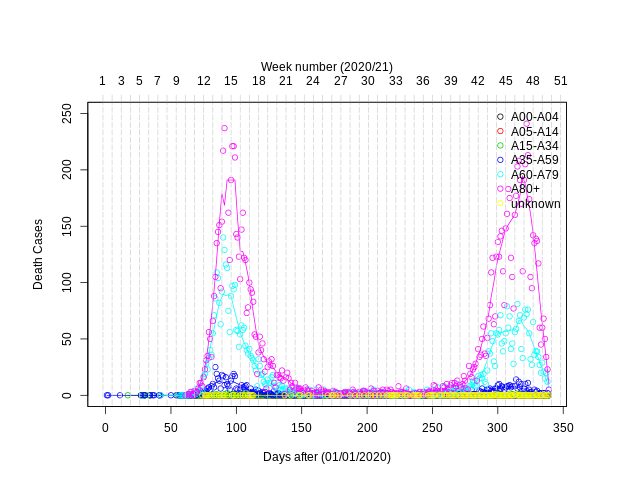 Week number (2020/21)
1 3 5 7 9 12 15 18 21 24 27 30 33 36 39 42 45 48 51
250
200
150
100
50
0
Death Cases
A00-A04
A05-A14
A15-A34
A35-A59
A60-A79
A80+
unknown
0 50 100 150 200 250 300 350
Days after (01/01/2020)